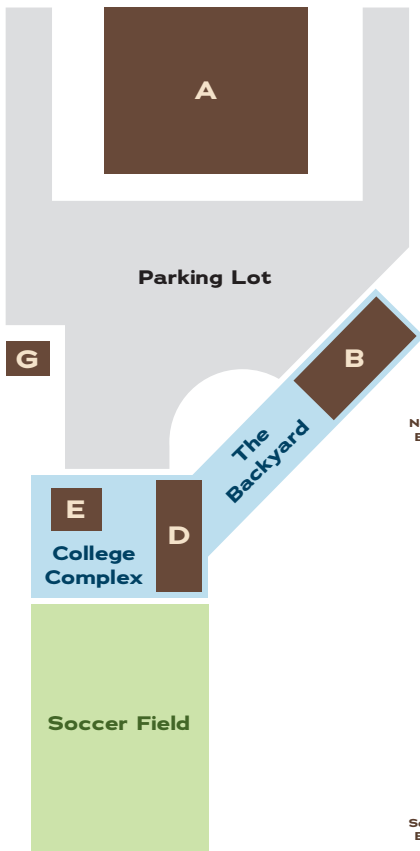 A
Parking Lot
G
B
The
Backyard
E
D
College
Complex
Soccer Field